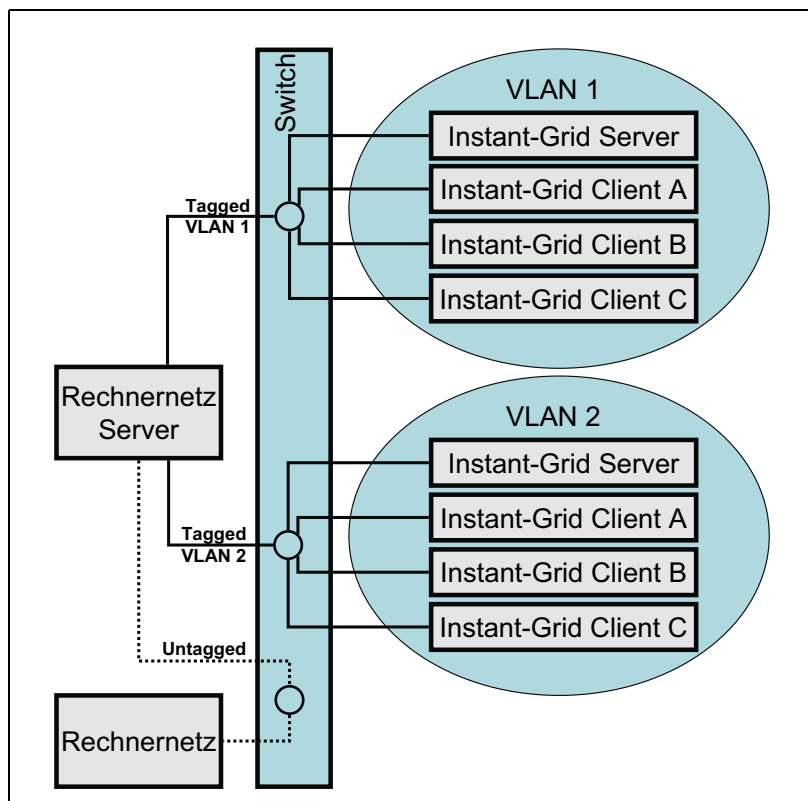 Switch
VLAN 1
Instant-Grid Server
Instant-Grid Client A
Instant-Grid Client B
Instant-Grid Client C
Tagged
VLAN 1
Rechnernetz
Server
VLAN 2
Instant-Grid Server
Instant-Grid Client A
Instant-Grid Client B
Instant-Grid Client C
Tagged
VLAN 2
Untagged
Rechnernetz